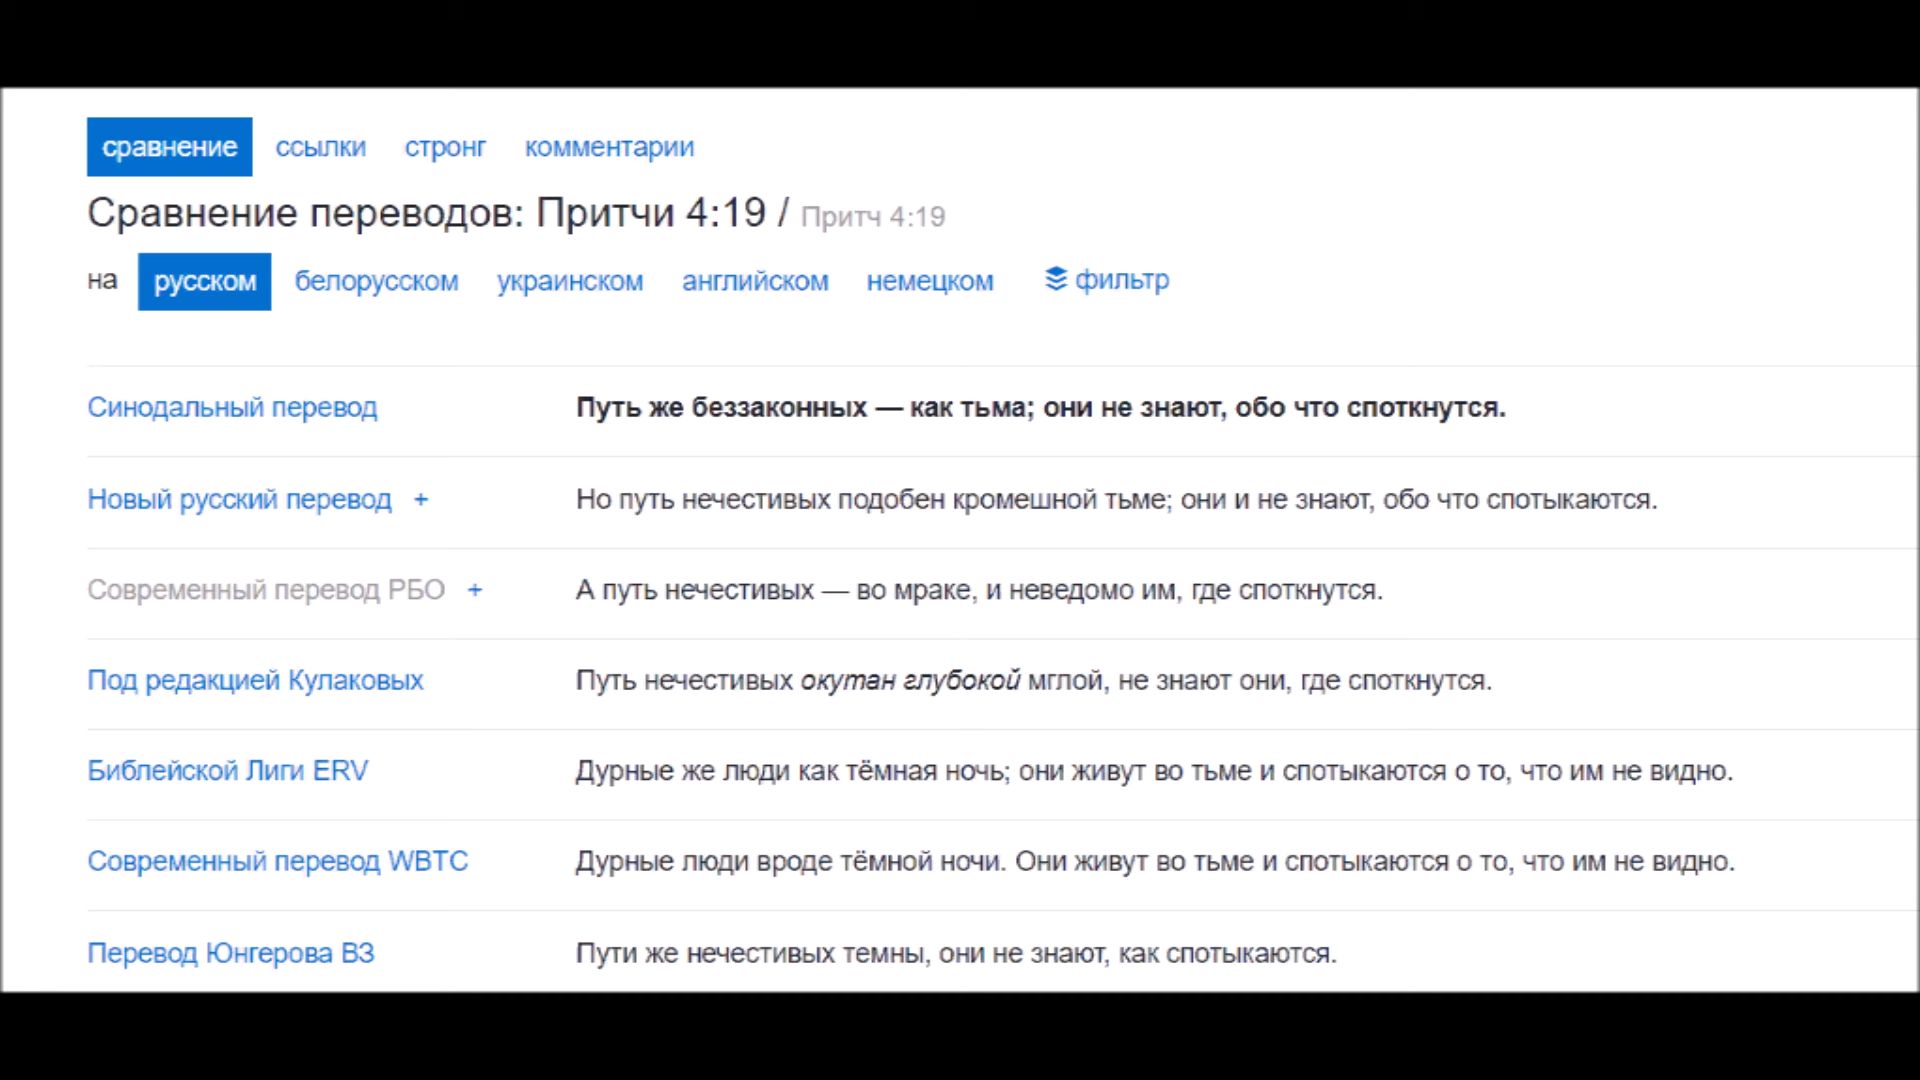 сравнение ссылки стронг комментарии
Сравнение переводов: Притчи 4:19 / Притч 4:19
на русском белорусском украинском английском немецком фильтр
Синодальный перевод Путь же беззаконных — как тьма; они не знают, обо что споткнутся.
Новый русский перевод + Но путь нечестивых подобен кромешной тьме; они и не знают, обо что спотыкаются.
Современный перевод РБО + А путь нечестивых — во мраке, и неведомо им, где споткнутся.
Под редакцией Кулаковых Путь нечестивых окутан глубокой мглой, не знают они, где споткнутся.
Библейской Лиги ERV Дурные же люди как тёмная ночь; они живут во тьме и спотыкаются о то, что им не видно.
Современный перевод WBTC Дурные люди вроде тёмной ночи. Они живут во тьме и спотыкаются о то, что им не видно.
Перевод Юнгерова ВЗ Пути же нечестивых темны, они не знают, как спотыкаются.